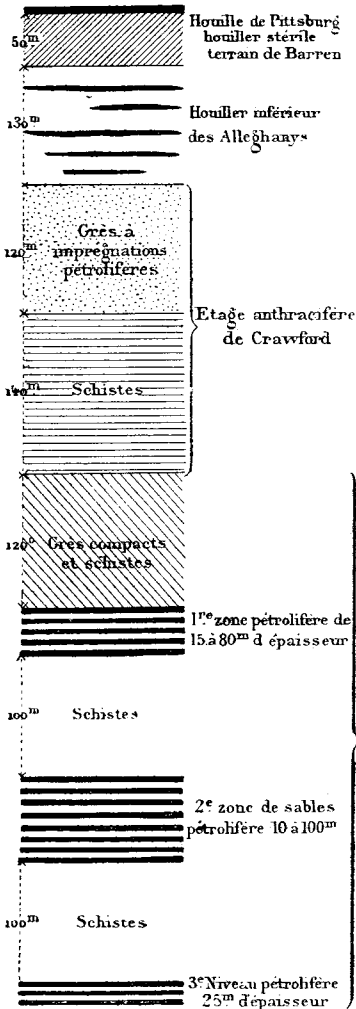 Houille de Pittsburg
houiller stérile
terrain de Barren
50m
130m
Houiller inférieur
des Alleghanys
120m
Grès à
imprégnations
pétrolifères
Etage anthracifère
de Crawford
Schistes
Grès compacts
et schistes
1re zone pétrolifère de
15 à 80m d épaisseur
100m
Schistes
2e zone de sables
pétrolifère 10 à 100m
100m
Schistes
3e Niveau pétrolifère
25m d'épaisseur